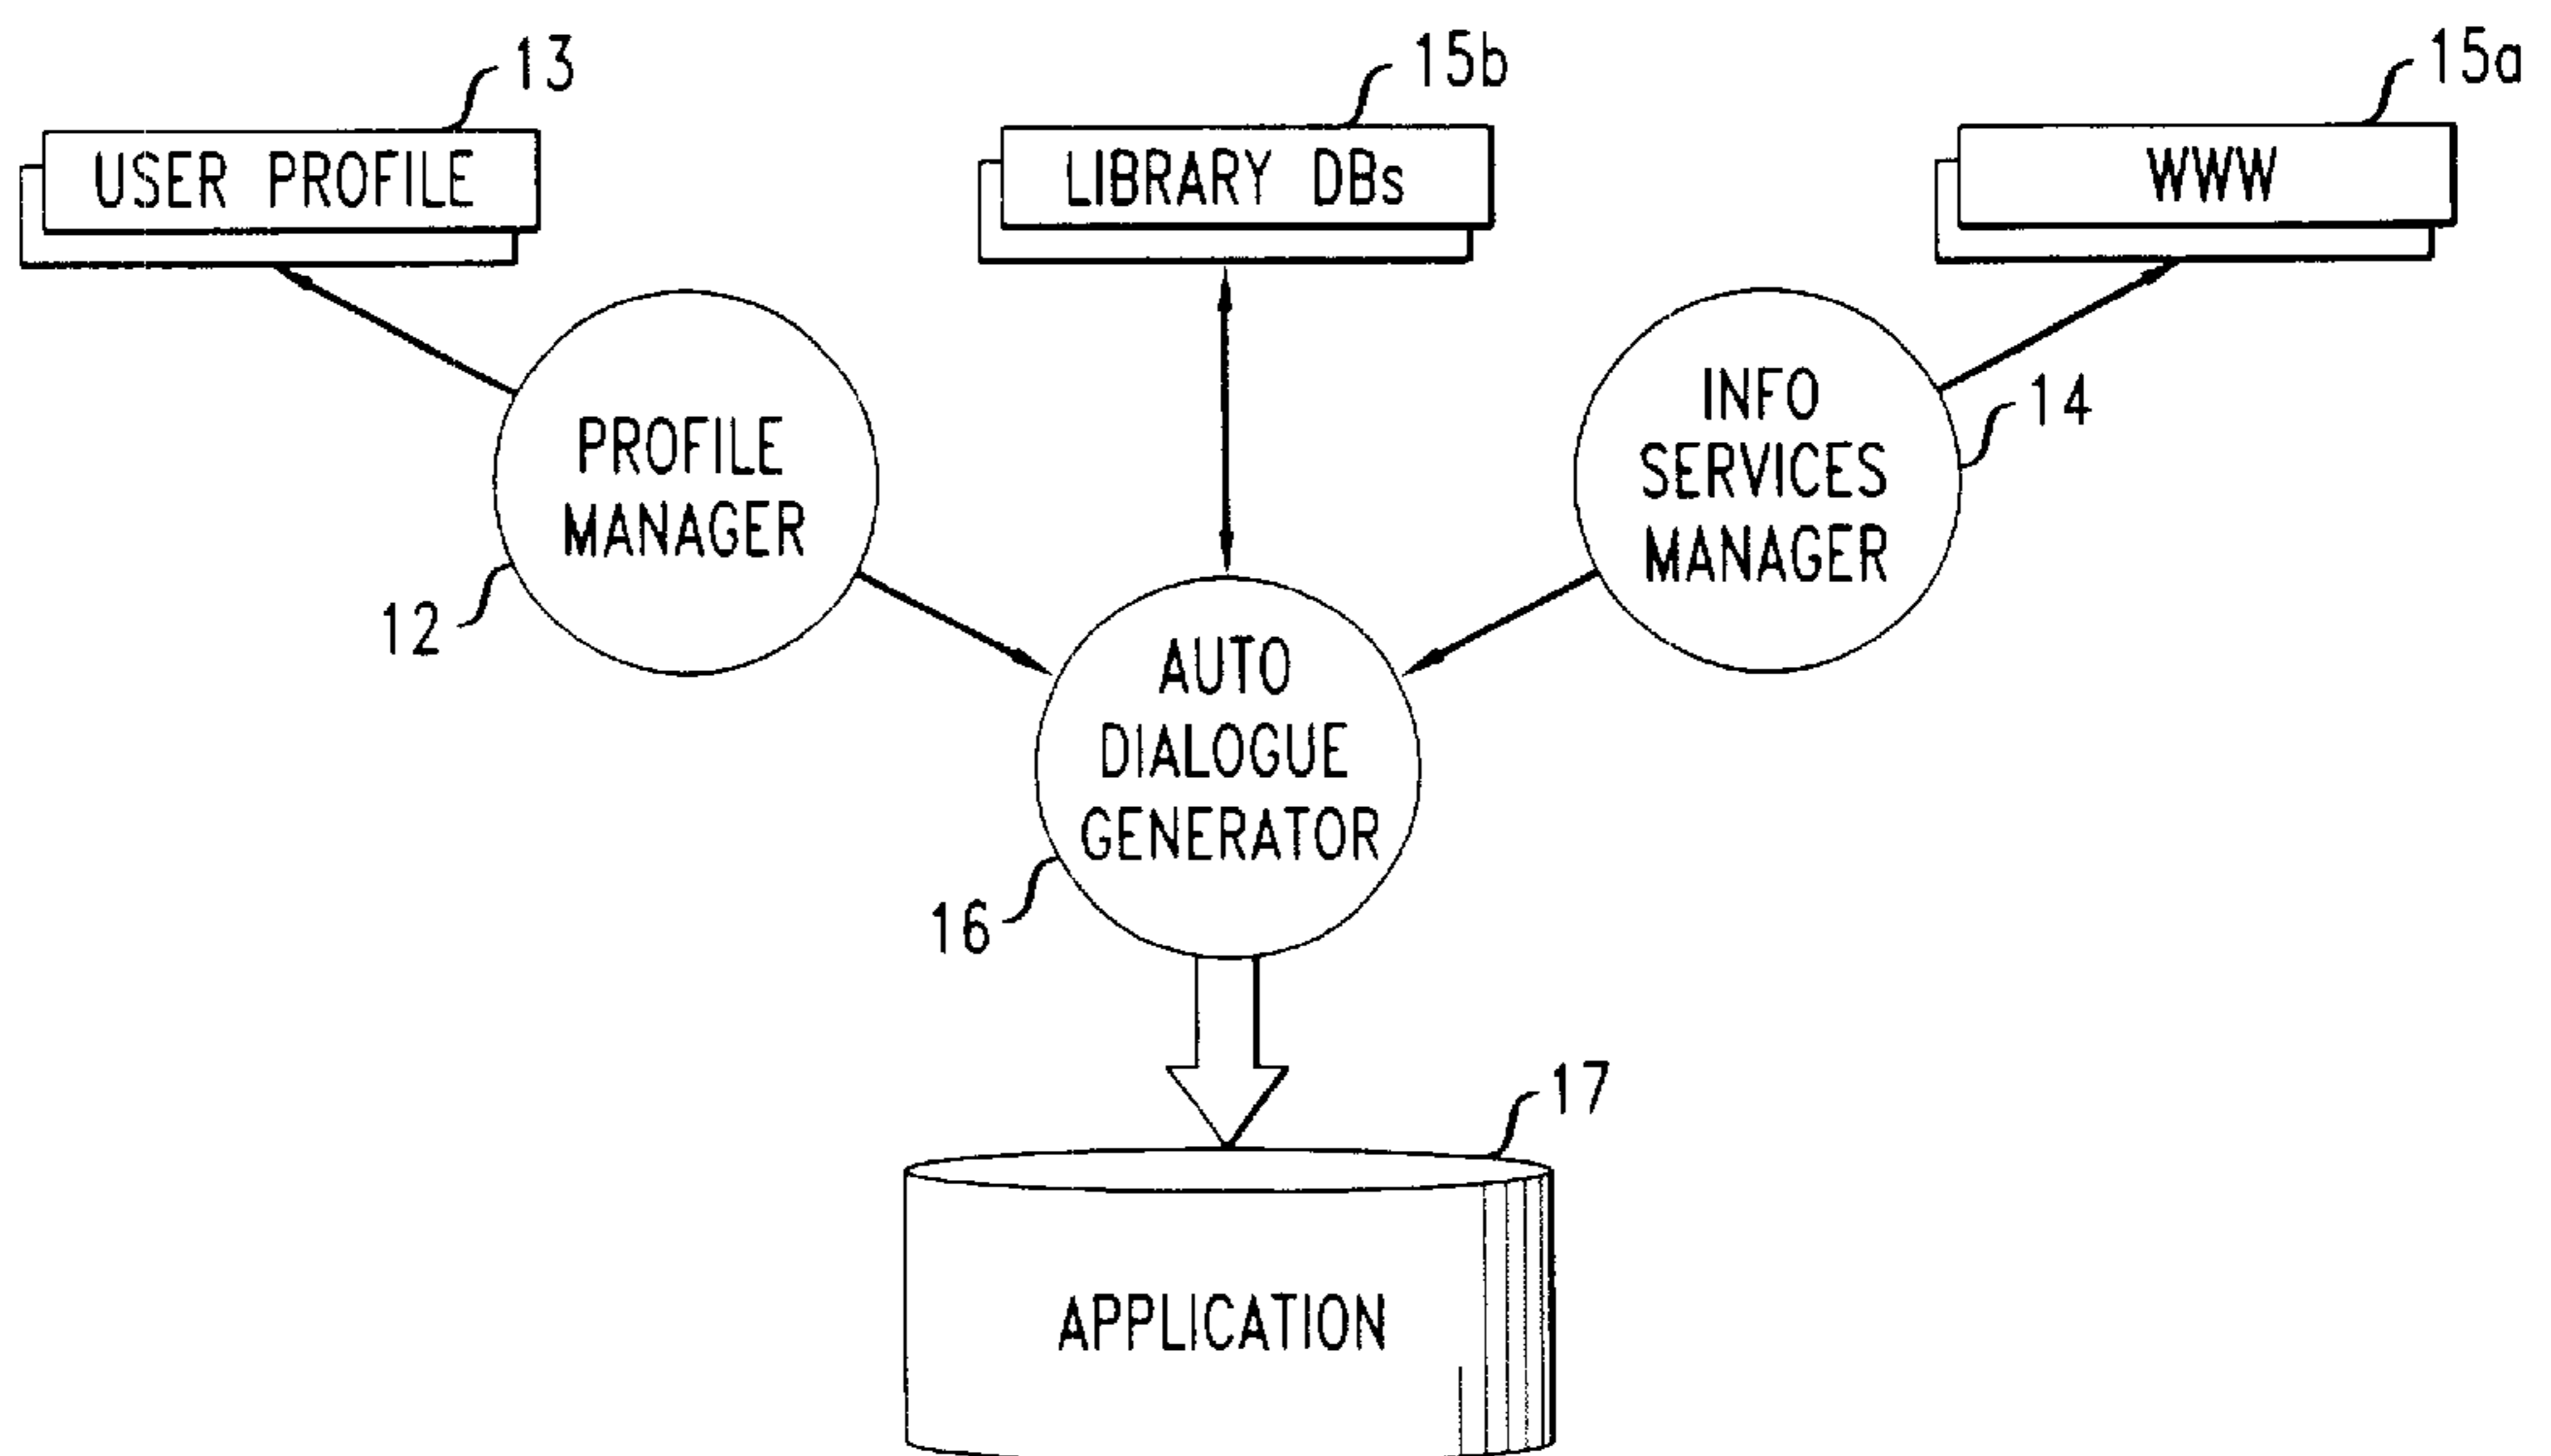 13
15b
15a
USER PROFILE
LIBRARY DBs
WWW
PROFILE
MANAGER
12
INFO
SERVICES
MANAGER
14
AUTO
DIALOGUE
GENERATOR
16
17
APPLICATION